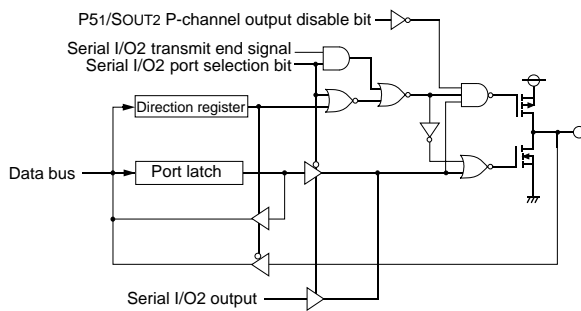 P51/SOUT2 P-channel output disable bit
Serial I/O2 transmit end signal
Serial I/O2 port selection bit
Direction register
Data bus
Port latch
Serial I/O2 output